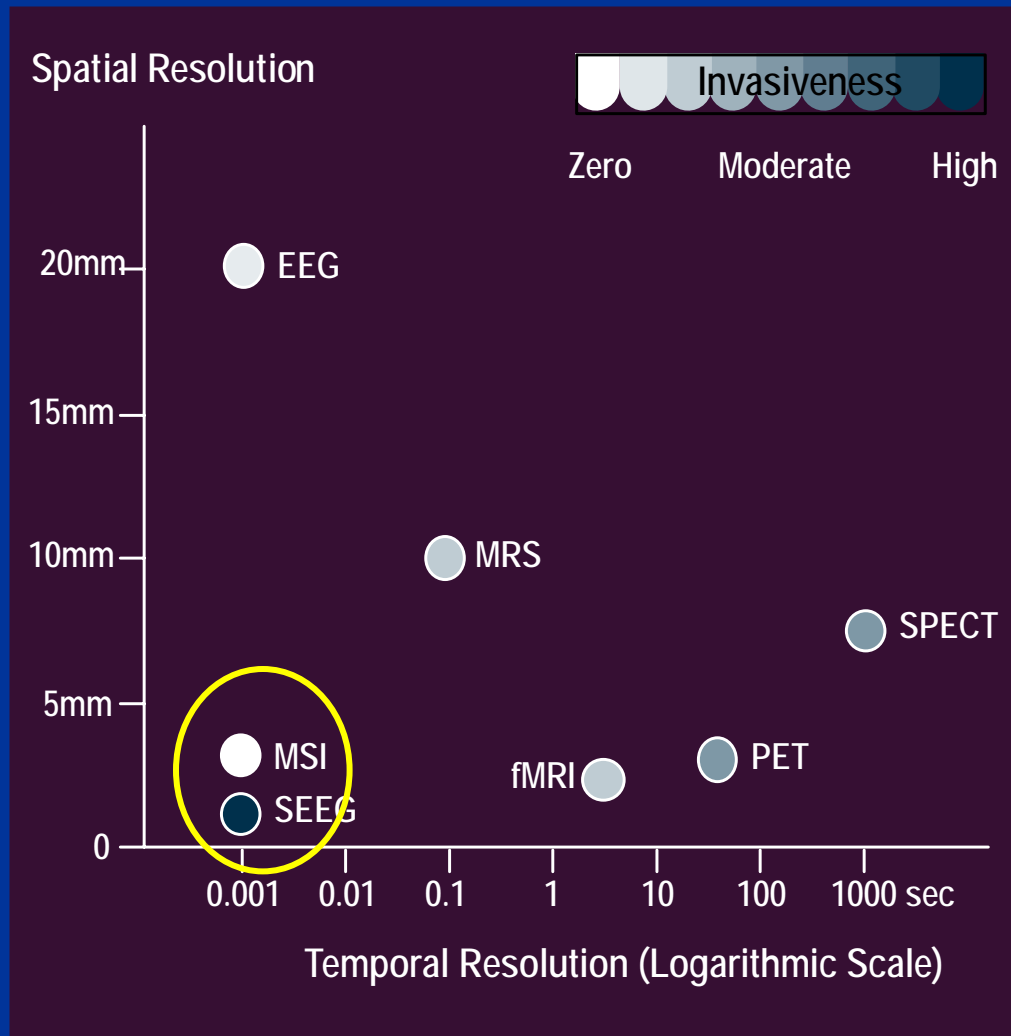 Spatial Resolution
Invasiveness
Zero Moderate High
20mm
EEG
15mm
10mm
MRS
SPECT
5mm
MSI
fMRI
PET
SEEG
0
0.001 0.01 0.1 1 10 100 1000 sec
Temporal Resolution (Logarithmic Scale)